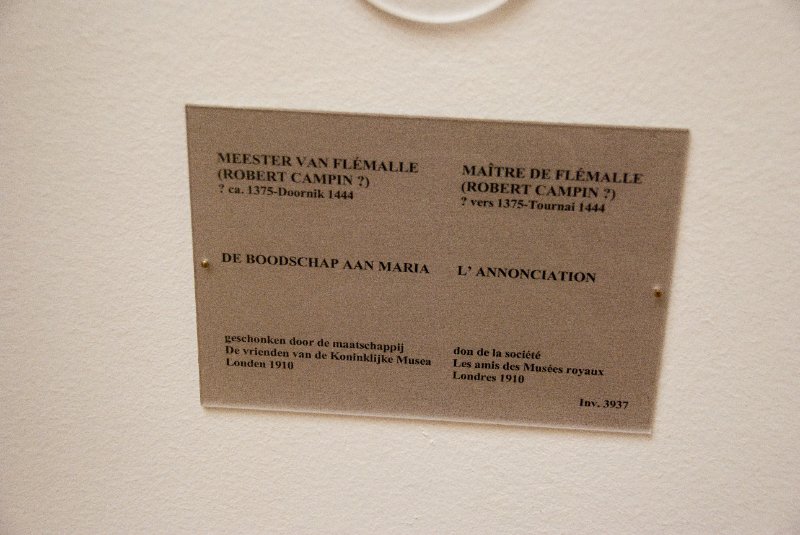 MEESTER VAN FLÉMALLE
(ROBERT CAMPIN ?)
? ca. 1375-Doornik 1444
DE BOODSCHAP AAN MARIA
geschonken door de maatschappij
De vrienden van de Koninklijke Musea
Londen 1910
MAÎTRE DE FLÉMALLE
(ROBERT CAMPIN ?)
? vers 1375-Tournai 1444
L' ANNONCIATION
don de la société
Les amis des Musées royaux
Londres 1910
Inv. 3937